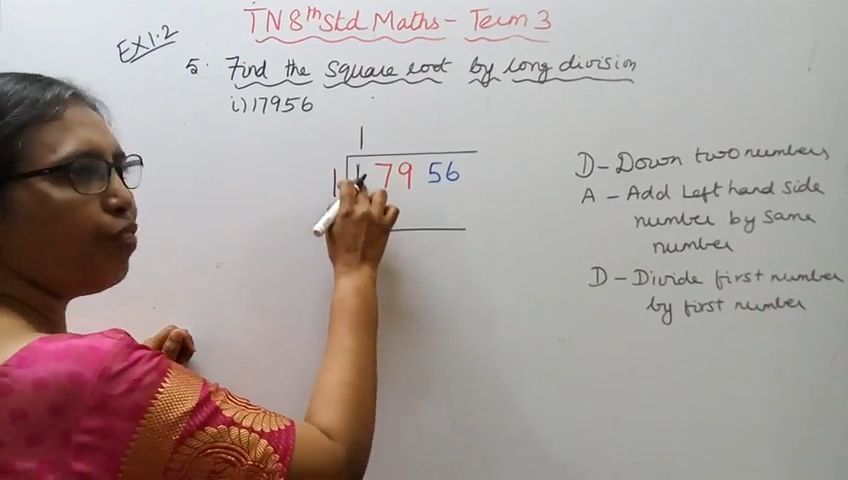 TN 8th Std Maths - Term 3
EX 1.2
5. Find the square root by long division
i) 17956
1
1 1 79 56
D - Down two numbers
A - Add Left hand side
number by same
number
D - Divide first number
by first number